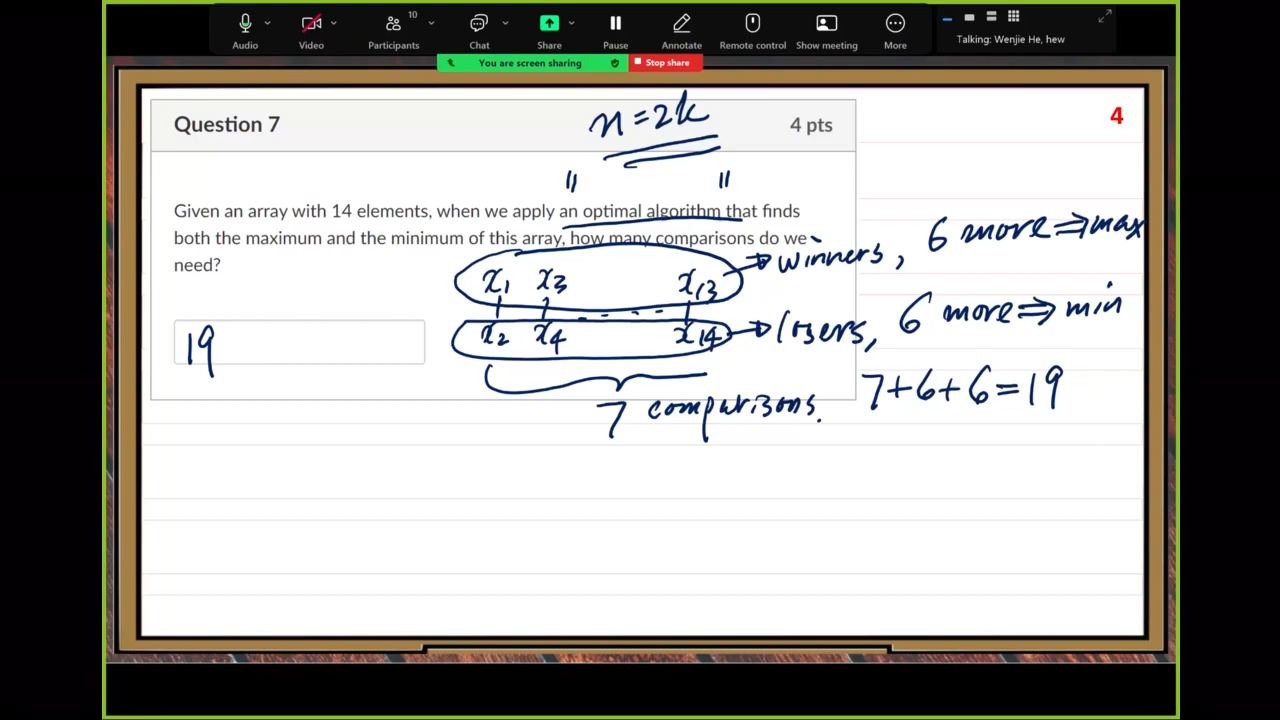 10
Audio
Video
Participants
Chat
Share
Pause
Annotate
Remote control
Show meeting
More
Talking: Wenjie He, hew
You are screen sharing
Stop share
Question 7
n=2k
4 pts
4
" "
Given an array with 14 elements, when we apply an optimal algorithm that finds
both the maximum and the minimum of this array, how many comparisons do we
need?
6 more ⇒ max
x1 x3 x13 → winners,
x2 x4 - - - - x14 → losers, 6 more ⇒ min
19
7 comparisons.
7+6+6=19